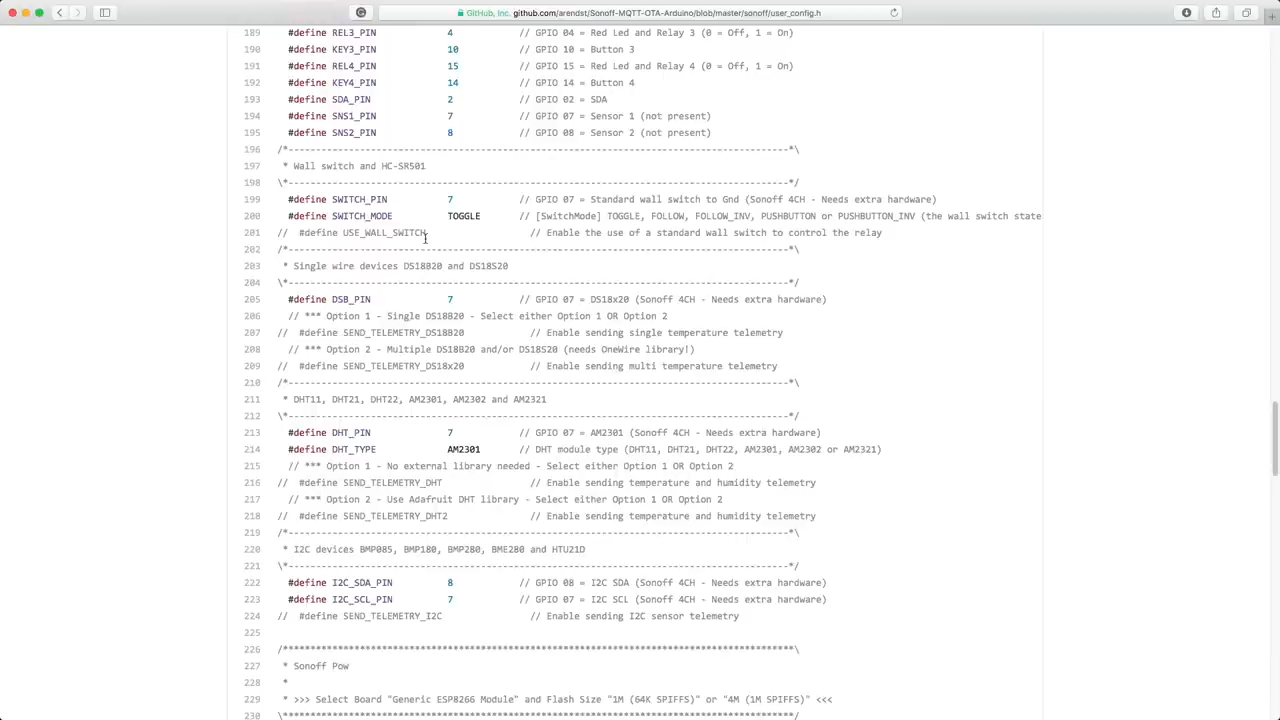 GitHub, Inc. github.com/arendst/Sonoff-MQTT-OTA-Arduino/blob/master/sonoff/user_config.h
189 #define REL3_PIN 4 // GPIO 04 = Red Led and Relay 3 (0 = Off, 1 = On)
190 #define KEY3_PIN 10 // GPIO 10 = Button 3
191 #define REL4_PIN 15 // GPIO 15 = Red Led and Relay 4 (0 = Off, 1 = On)
192 #define KEY4_PIN 14 // GPIO 14 = Button 4
193 #define SDA_PIN 2 // GPIO 02 = SDA
194 #define SNS1_PIN 7 // GPIO 07 = Sensor 1 (not present)
195 #define SNS2_PIN 8 // GPIO 08 = Sensor 2 (not present)
196 /*-------------------------------------------------------------------------------------------*\
197 * Wall switch and HC-SR501
198 \*-------------------------------------------------------------------------------------------*/
199 #define SWITCH_PIN 7 // GPIO 07 = Standard wall switch to Gnd (Sonoff 4CH - Needs extra hardware)
200 #define SWITCH_MODE TOGGLE // [SwitchMode] TOGGLE, FOLLOW, FOLLOW_INV, PUSHBUTTON or PUSHBUTTON_INV (the wall switch state
201 // #define USE_WALL_SWITCH // Enable the use of a standard wall switch to control the relay
202 /*-------------------------------------------------------------------------------------------*\
203 * Single wire devices DS18B20 and DS18S20
204 \*-------------------------------------------------------------------------------------------*/
205 #define DSB_PIN 7 // GPIO 07 = DS18x20 (Sonoff 4CH - Needs extra hardware)
206 // *** Option 1 - Single DS18B20 - Select either Option 1 OR Option 2
207 // #define SEND_TELEMETRY_DS18B20 // Enable sending single temperature telemetry
208 // *** Option 2 - Multiple DS18B20 and/or DS18S20 (needs OneWire library!)
209 // #define SEND_TELEMETRY_DS18x20 // Enable sending multi temperature telemetry
210 /*-------------------------------------------------------------------------------------------*\
211 * DHT11, DHT21, DHT22, AM2301, AM2302 and AM2321
212 \*-------------------------------------------------------------------------------------------*/
213 #define DHT_PIN 7 // GPIO 07 = AM2301 (Sonoff 4CH - Needs extra hardware)
214 #define DHT_TYPE AM2301 // DHT module type (DHT11, DHT21, DHT22, AM2301, AM2302 or AM2321)
215 // *** Option 1 - No external library needed - Select either Option 1 OR Option 2
216 // #define SEND_TELEMETRY_DHT // Enable sending temperature and humidity telemetry
217 // *** Option 2 - Use Adafruit DHT library - Select either Option 1 OR Option 2
218 // #define SEND_TELEMETRY_DHT2 // Enable sending temperature and humidity telemetry
219 /*-------------------------------------------------------------------------------------------*\
220 * I2C devices BMP085, BMP180, BMP280, BME280 and HTU21D
221 \*-------------------------------------------------------------------------------------------*/
222 #define I2C_SDA_PIN 8 // GPIO 08 = I2C SDA (Sonoff 4CH - Needs extra hardware)
223 #define I2C_SCL_PIN 7 // GPIO 07 = I2C SCL (Sonoff 4CH - Needs extra hardware)
224 // #define SEND_TELEMETRY_I2C // Enable sending I2C sensor telemetry
225
226 /*********************************************************************************************\
227 * Sonoff Pow
228 *
229 * >>> Select Board "Generic ESP8266 Module" and Flash Size "1M (64K SPIFFS)" or "4M (1M SPIFFS)" <<<
230 \*********************************************************************************************/